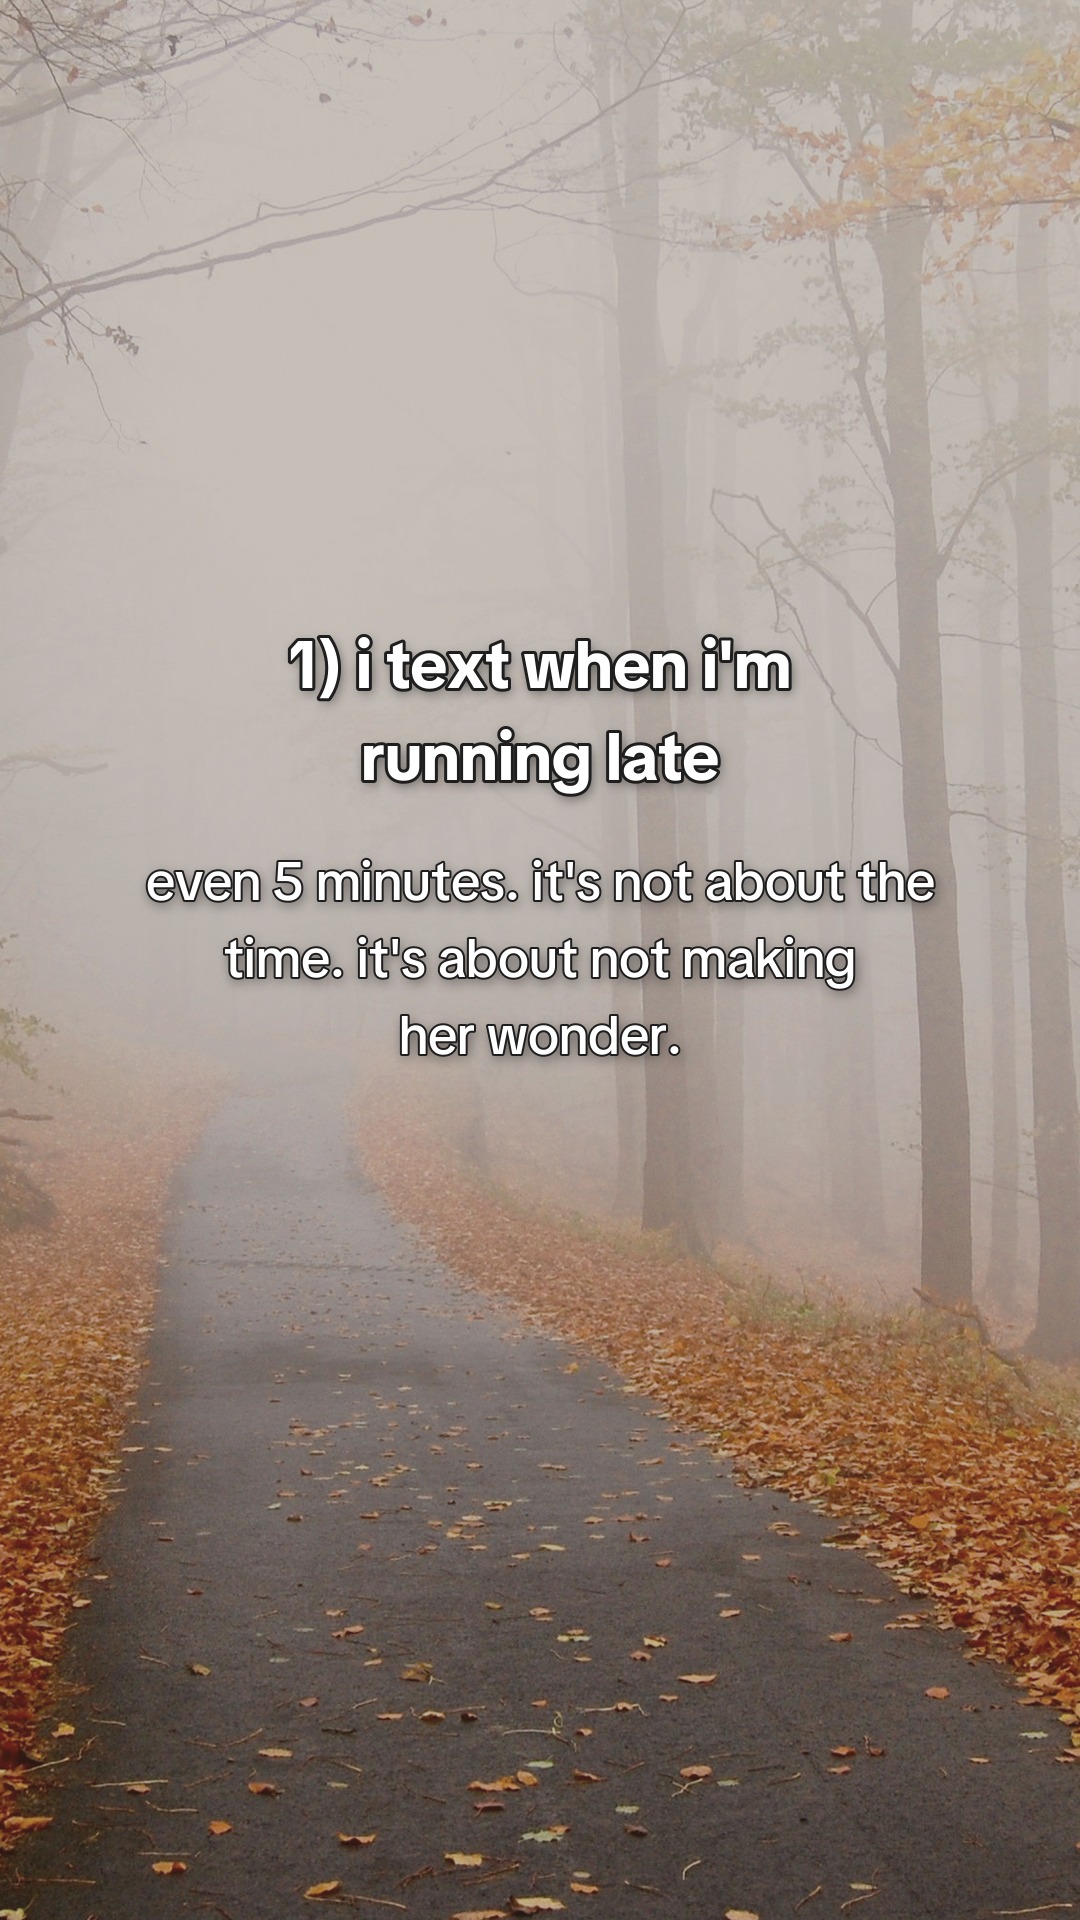 1) i text when i'm
running late
even 5 minutes. it's not about the
time. it's about not making
her wonder.